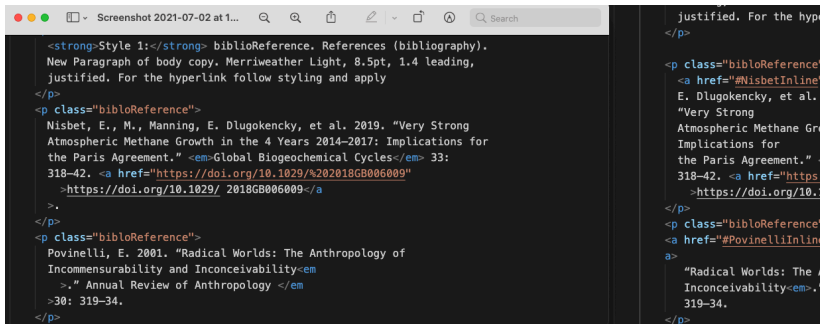 Screenshot 2021-07-02 at 1...
Search
<strong>Style 1:</strong> biblioReference. References (bibliography).
New Paragraph of body copy. Merriweather Light, 8.5pt, 1.4 leading,
justified. For the hyperlink follow styling and apply
</p>
<p class="bibloReference">
Nisbet, E., M., Manning, E. Dlugokencky, et al. 2019. “Very Strong
Atmospheric Methane Growth in the 4 Years 2014–2017: Implications for
the Paris Agreement.” <em>Global Biogeochemical Cycles</em> 33:
318–42. <a href="https://doi.org/10.1029/%202018GB006009"
>https://doi.org/10.1029/ 2018GB006009</a
>.
</p>
<p class="bibloReference">
Povinelli, E. 2001. “Radical Worlds: The Anthropology of
Incommensurability and Inconceivability<em
>.” Annual Review of Anthropology </em
>30: 319–34.
</p>
justified. For the hype
</p>
<p class="bibloReference"
<a href="#NisbetInline"
E. Dlugokencky, et al.
“Very Strong
Atmospheric Methane Gr
Implications for
the Paris Agreement.”
318–42. <a href="https
>https://doi.org/10.1
</p>
<p class="bibloReference"
<a href="#PovinelliInline
a>
“Radical Worlds: The
Inconceivability<em>.“
319–34.
</p>